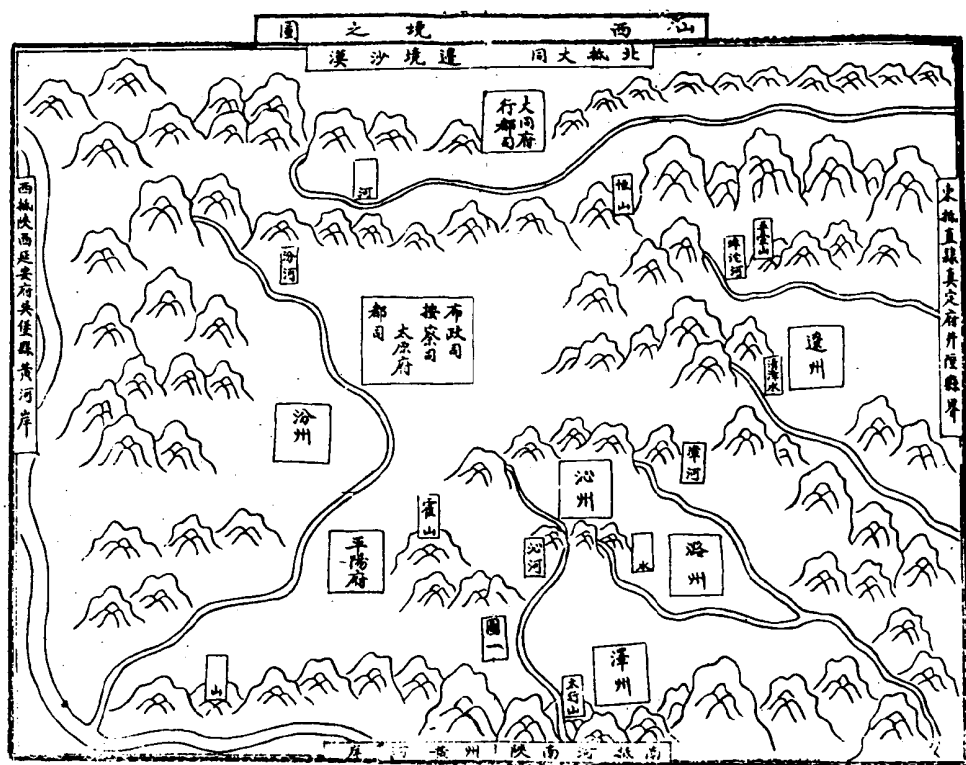 山西 境之圖
北抵大同 邊境沙漠
大同府
行都司
河
恒山
五臺山
滹沱河
汾河
布政司
按察司
太原府
都司
東抵直隸真定府井陘縣界
西抵陝西延安府吳堡縣黃河岸
遼州
清漳水
汾州
漳河
沁州
霍山
平陽府
沁河
水
潞州
圖一
澤州
山
太行山
南抵河南陝州黃河岸